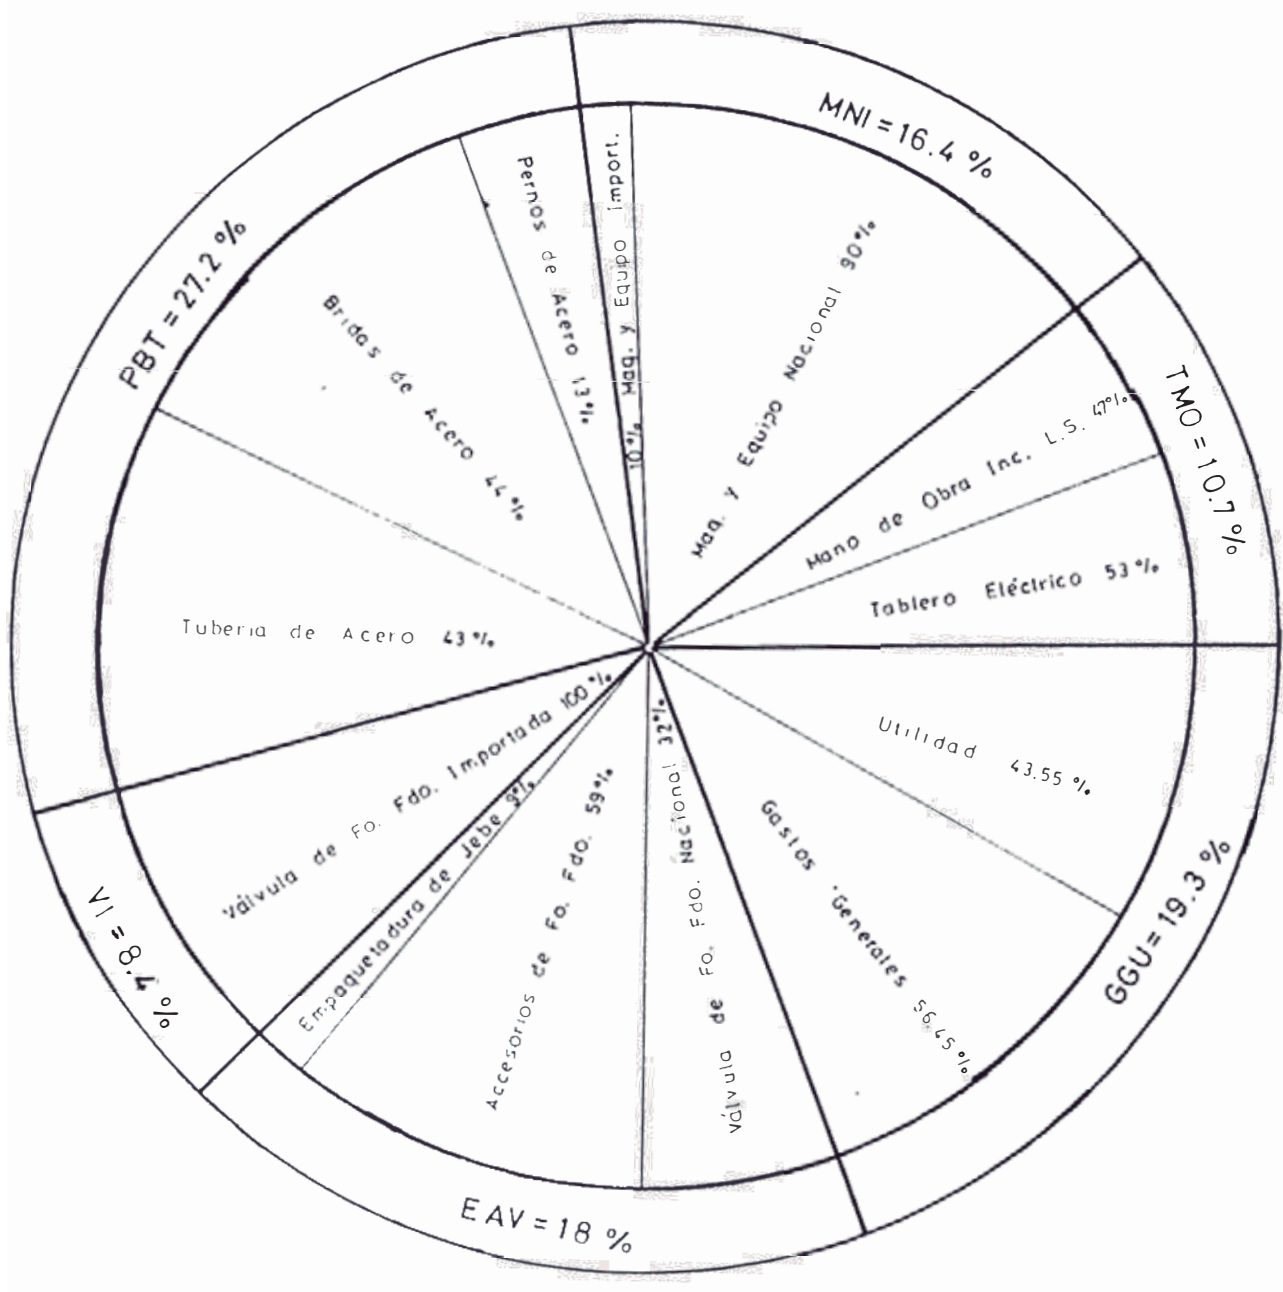 MNI = 16.4 %
Maq. y Equipo Import. 10%
Maq. y Equipo Nacional 90%
TMO = 10.7 %
Mano de Obra Inc. L.S. 47%
Tablero Eléctrico 53%
GGU = 19.3 %
Utilidad 43.55 %
Gastos Generales 56.45 %
EAV = 18 %
Válvula de Fo. Fdo. Nacional 32%
Accesorios de Fo. Fdo. 59%
Empaquetadura de Jebe 9%
VI = 8.4 %
Válvula de Fo. Fdo. Importada 100%
PBT = 27.2 %
Tuberia de Acero 43%
Bridas de Acero 44%
Pernos de Acero 13%